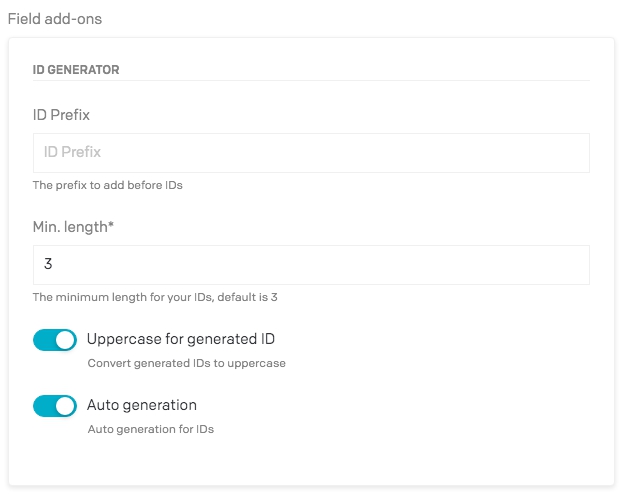 Field add-ons
ID GENERATOR
ID Prefix
ID Prefix
The prefix to add before IDs
Min. length*
3
The minimum length for your IDs, default is 3
Uppercase for generated ID
Convert generated IDs to uppercase
Auto generation
Auto generation for IDs